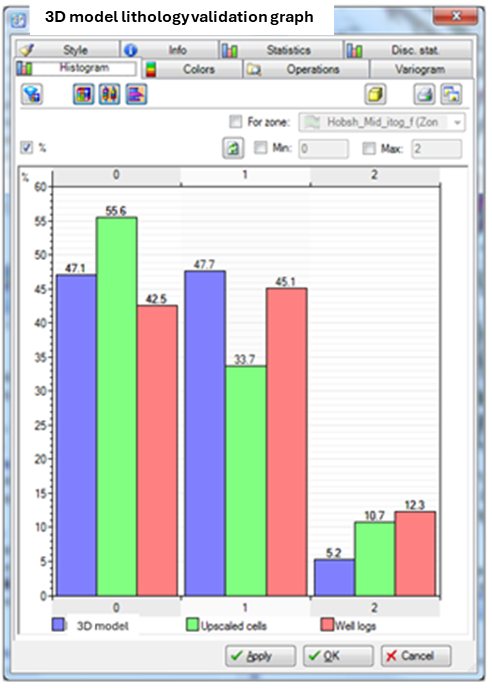 3D model lithology validation graph
Style Info Statistics Disc. stat.
Histogram Colors Operations Variogram
For zone: Hobsh_Mid_itog_f (Zon
% Min: 0 Max: 2
% 0 1 2
60
55.6
55
50
47.1 47.7
45.1
45
42.5
40
35
33.7
30
25
20
15
12.3
10.7
10
5.2
5
0
0 1 2
3D model Upscaled cells Well logs
Apply OK Cancel